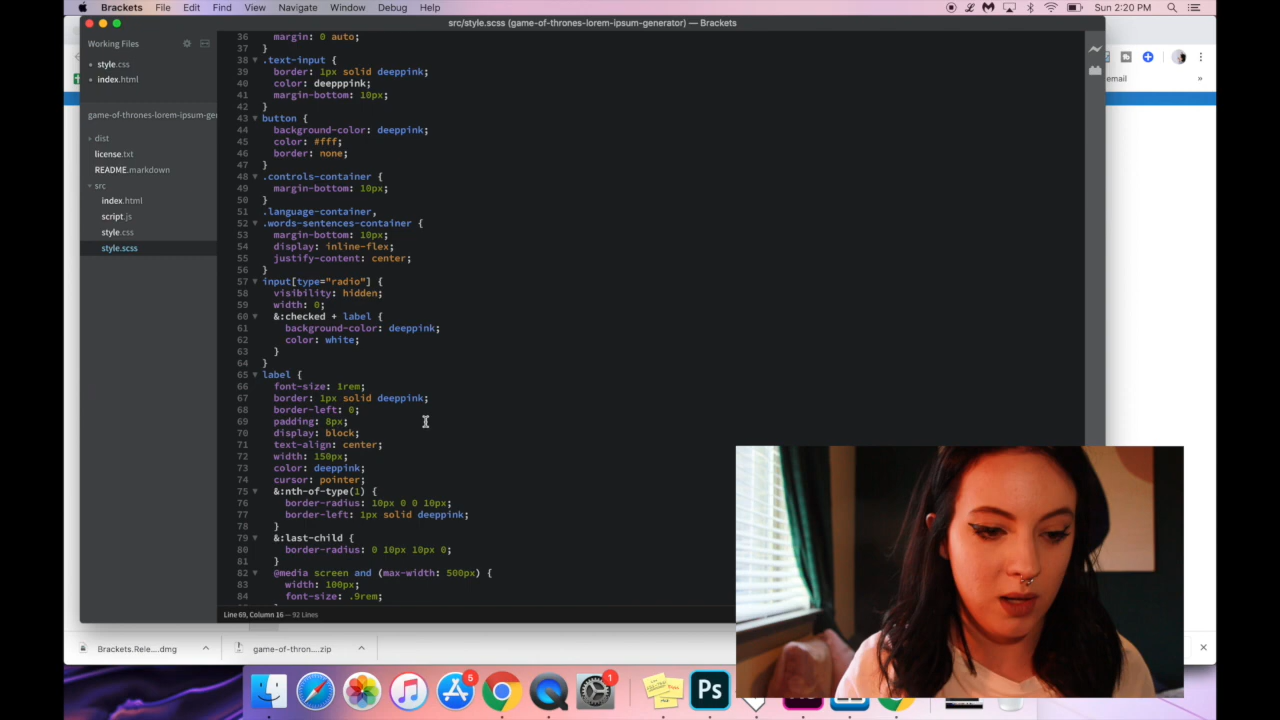 Brackets File Edit Find View Navigate Window Debug Help Sun 2:20 PM
src/style.scss (game-of-thrones-lorem-ipsum-generator) — Brackets
Working Files
style.css
index.html
game-of-thrones-lorem-ipsum-ger
dist
license.txt
README.markdown
src
index.html
script.js
style.css
style.scss
36 margin: 0 auto;
37 }
38 .text-input {
39 border: 1px solid deeppink;
40 color: deepppink;
41 margin-bottom: 10px;
42 }
43 button {
44 background-color: deeppink;
45 color: #fff;
46 border: none;
47 }
48 .controls-container {
49 margin-bottom: 10px;
50 }
51 .language-container,
52 .words-sentences-container {
53 margin-bottom: 10px;
54 display: inline-flex;
55 justify-content: center;
56 }
57 input[type="radio"] {
58 visibility: hidden;
59 width: 0;
60 &:checked + label {
61 background-color: deeppink;
62 color: white;
63 }
64 }
65 label {
66 font-size: 1rem;
67 border: 1px solid deeppink;
68 border-left: 0;
69 padding: 8px;
70 display: block;
71 text-align: center;
72 width: 150px;
73 color: deeppink;
74 cursor: pointer;
75 &:nth-of-type(1) {
76 border-radius: 10px 0 0 10px;
77 border-left: 1px solid deeppink;
78 }
79 &:last-child {
80 border-radius: 0 10px 10px 0;
81 }
82 @media screen and (max-width: 500px) {
83 width: 100px;
84 font-size: .9rem;
Line 69, Column 16 — 92 Lines
email
»
Brackets.Rele....dmg
game-of-thron....zip
5
1
Ps